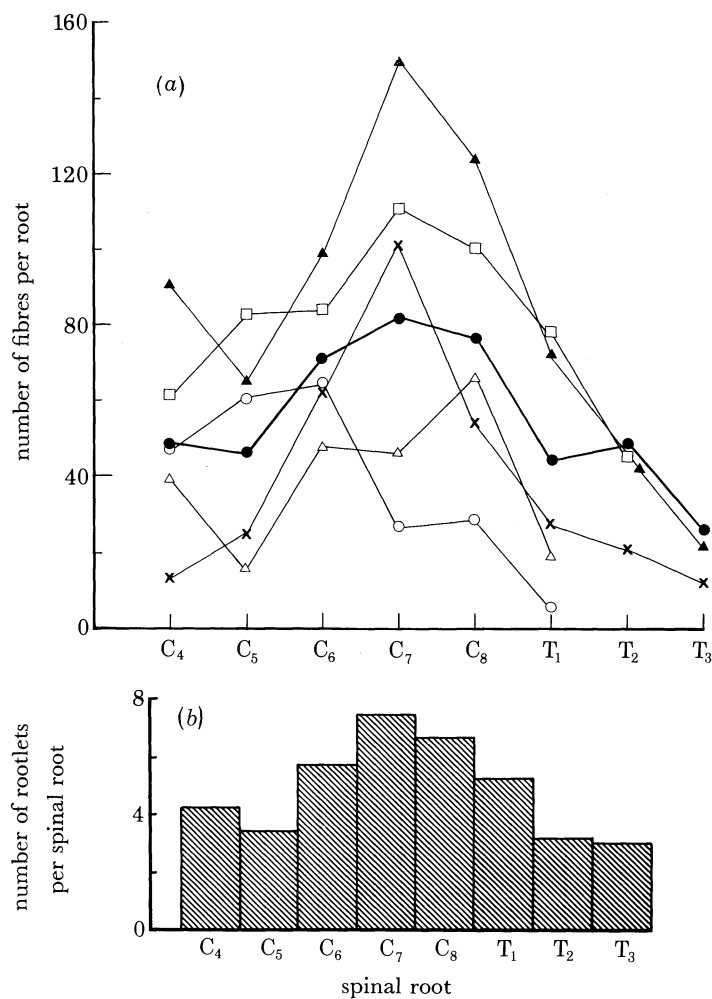 160
(a)
120
80
40
0
number of fibres per root
C₄ C₅ C₆ C₇ C₈ T₁ T₂ T₃
8
(b)
4
0
number of rootlets
per spinal root
C₄ C₅ C₆ C₇ C₈ T₁ T₂ T₃
spinal root